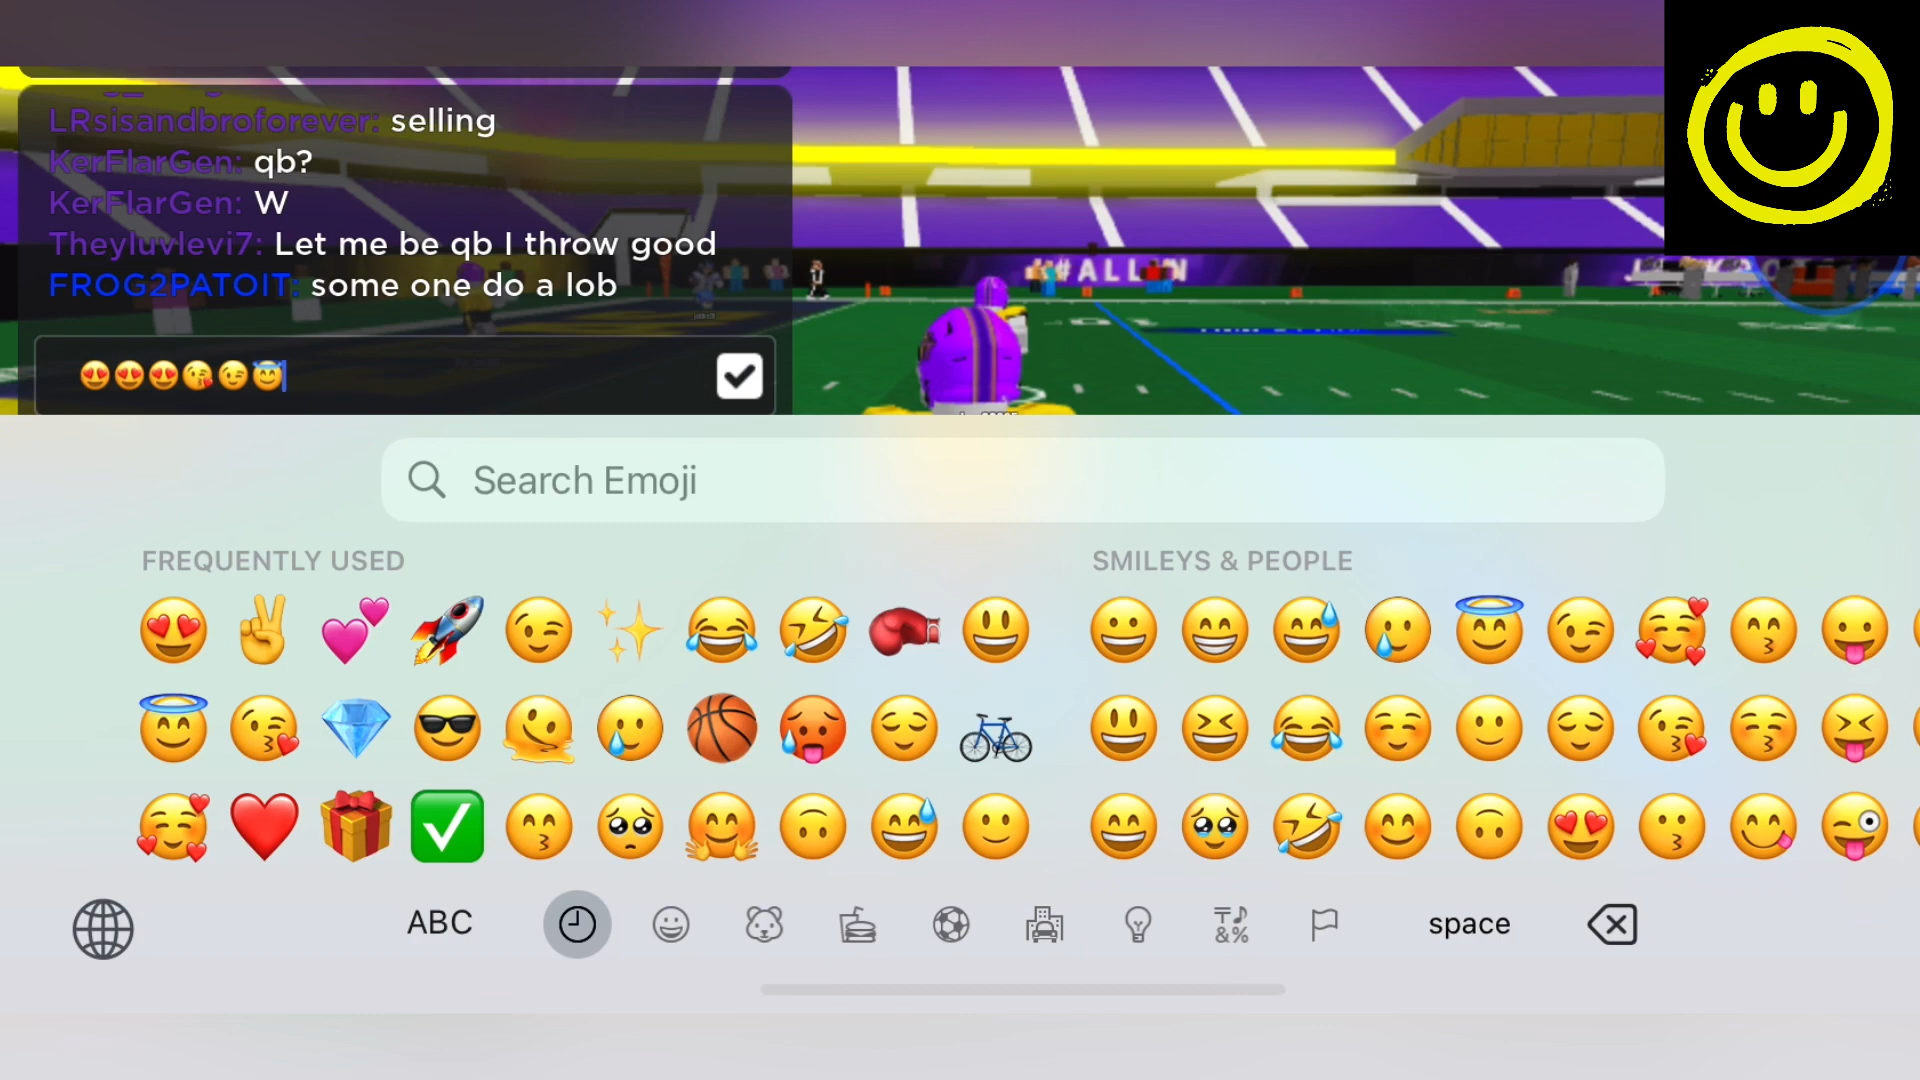 LRsisandbroforever: selling
KerFlarGen: qb?
KerFlarGen: W
Theyluvlevi7: Let me be qb I throw good
FROG2PATOIT: some one do a lob
#ALL N
😍😍😍😘😉😇
Search Emoji
FREQUENTLY USED
SMILEYS & PEOPLE
ABC
space